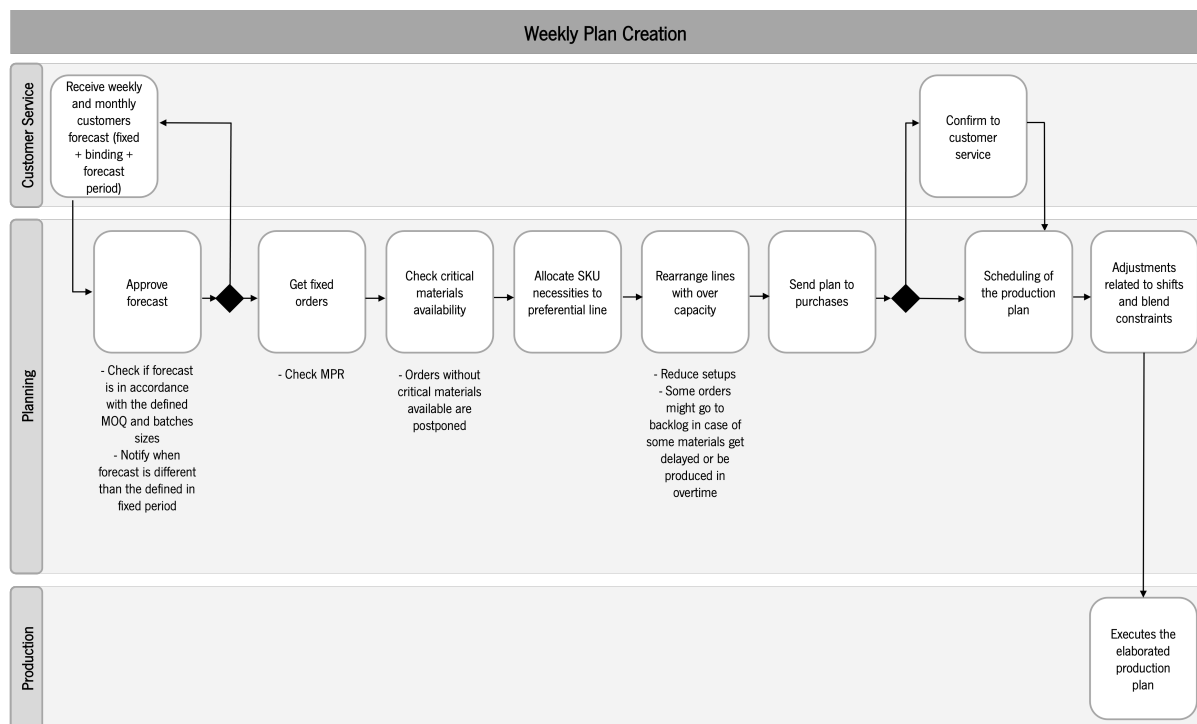 Weekly Plan Creation
Customer Service
Receive weekly
and monthly
customers
forecast (fixed
+ binding +
forecast
period)
Confirm to
customer
service
Planning
Approve
forecast
Get fixed
orders
Check critical
materials
availability
Allocate SKU
necessities to
preferential line
Rearrange lines
with over
capacity
Send plan to
purchases
Scheduling of
the production
plan
Adjustments
related to shifts
and blend
constraints
- Check if forecast
is in accordance
with the defined
MOQ and batches
sizes
- Notify when
forecast is different
than the defined in
fixed period
- Check MPR
- Orders without
critical materials
available are
postponed
- Reduce setups
- Some orders
might go to
backlog in case of
some materials get
delayed or be
produced in
overtime
Production
Executes the
elaborated
production
plan